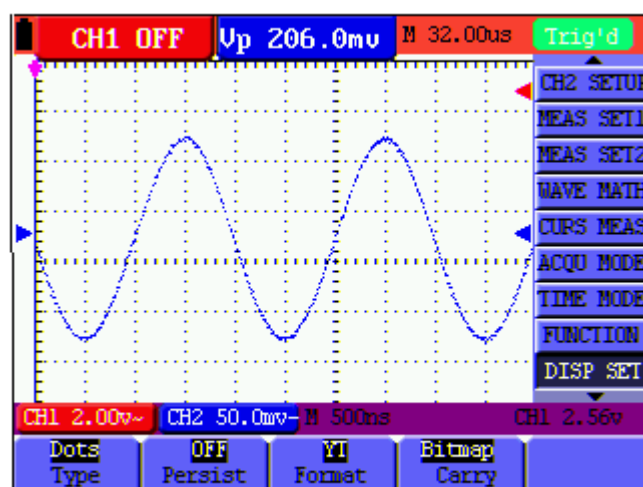 CH1 OFF
Vp 206.0mv
M 32.00us
Trig'd
CH2 SETUP
MEAS SET1
MEAS SET2
WAVE MATH
CURS MEAS
ACQU MODE
TIME MODE
FUNCTION
DISP SET
CH1 2.00v~
CH2 50.0mv-
M 500ns
CH1 2.56v
Dots
Type
OFF
Persist
YT
Format
Bitmap
Carry